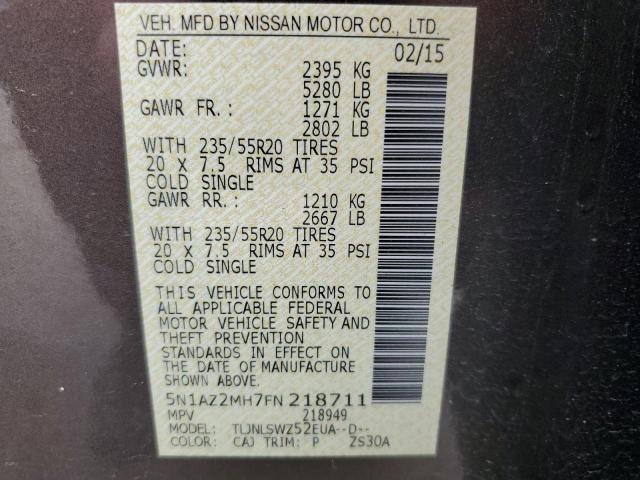 VEH. MFD BY NISSAN MOTOR CO., LTD.
DATE: 02/15
GVWR: 2395 KG
5280 LB
GAWR FR.: 1271 KG
2802 LB
WITH 235/55R20 TIRES
20 X 7.5 RIMS AT 35 PSI
COLD SINGLE
GAWR RR.: 1210 KG
2667 LB
WITH 235/55R20 TIRES
20 X 7.5 RIMS AT 35 PSI
COLD SINGLE
THIS VEHICLE CONFORMS TO
ALL APPLICABLE FEDERAL
MOTOR VEHICLE SAFETY AND
THEFT PREVENTION
STANDARDS IN EFFECT ON
THE DATE OF MANUFACTURE
SHOWN ABOVE.
5N1AZ2MH7FN218711
MPV 218949
MODEL: TLJNLSWZ52EUA--D--
COLOR: CAJ TRIM: P ZS30A